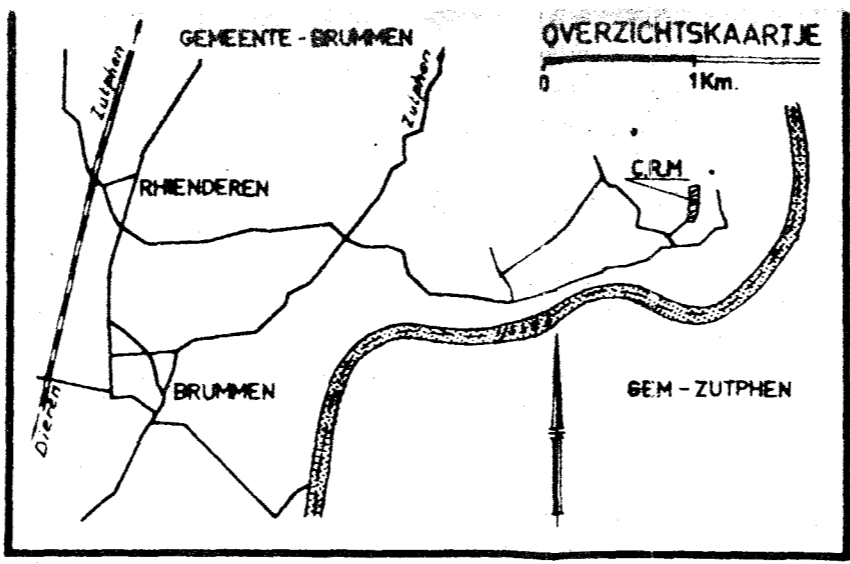 GEMEENTE - BRUMMEN
OVERZICHTSKAARTJE
0 1Km.
Zutphen
Zutphen
C.R.M
RHIENDEREN
BRUMMEN
GEM - ZUTPHEN
Dieren